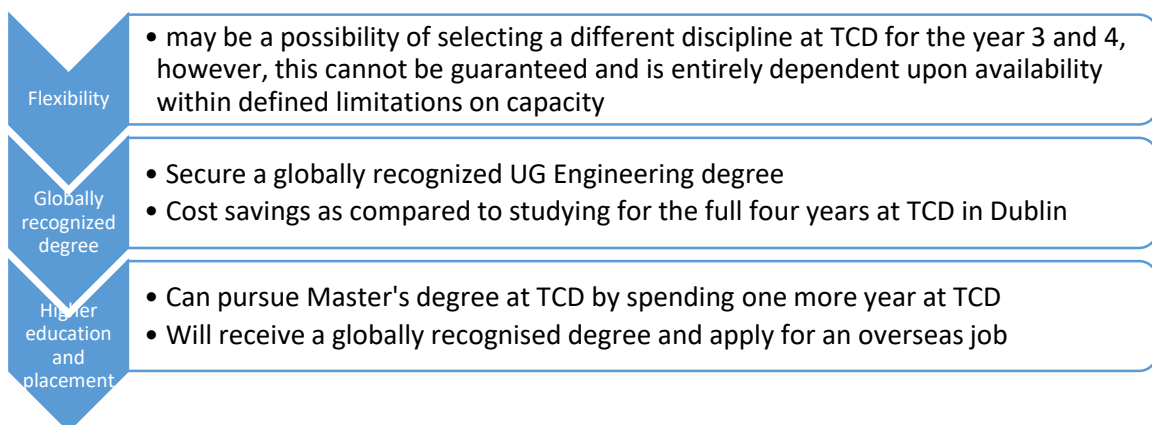 Flexibility
• may be a possibility of selecting a different discipline at TCD for the year 3 and 4,
however, this cannot be guaranteed and is entirely dependent upon availability
within defined limitations on capacity
Globally
recognized
degree
• Secure a globally recognized UG Engineering degree
• Cost savings as compared to studying for the full four years at TCD in Dublin
Higher
education
and
placement
• Can pursue Master's degree at TCD by spending one more year at TCD
• Will receive a globally recognised degree and apply for an overseas job